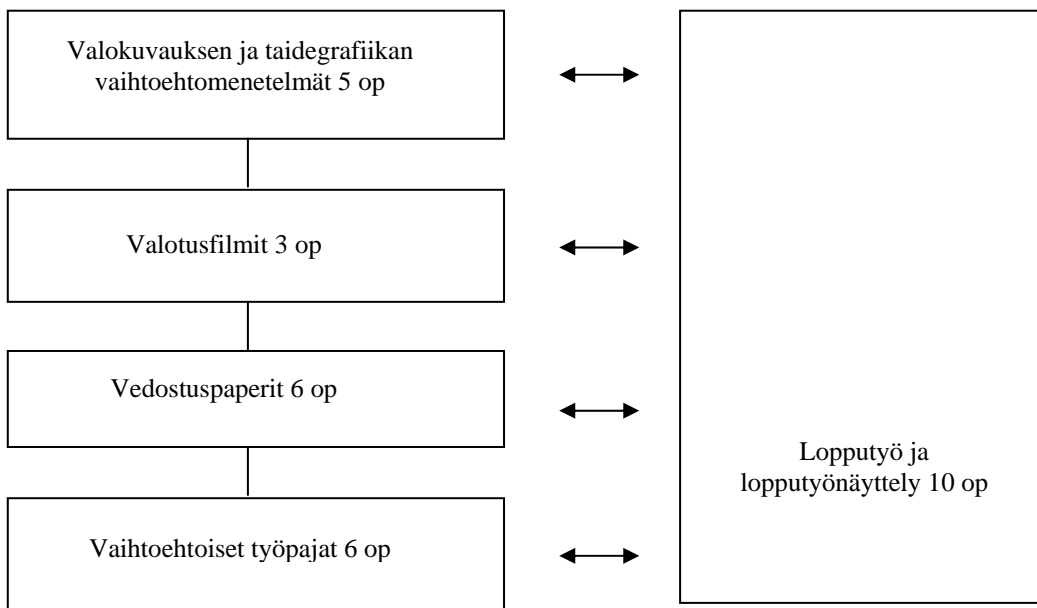 Valokuvauksen ja taidegrafiikan
vaihtoehtomenetelmät 5 op
Valotusfilmit 3 op
Vedostuspaperit 6 op
Vaihtoehtoiset työpajat 6 op
Lopputyö ja
lopputyönäyttely 10 op